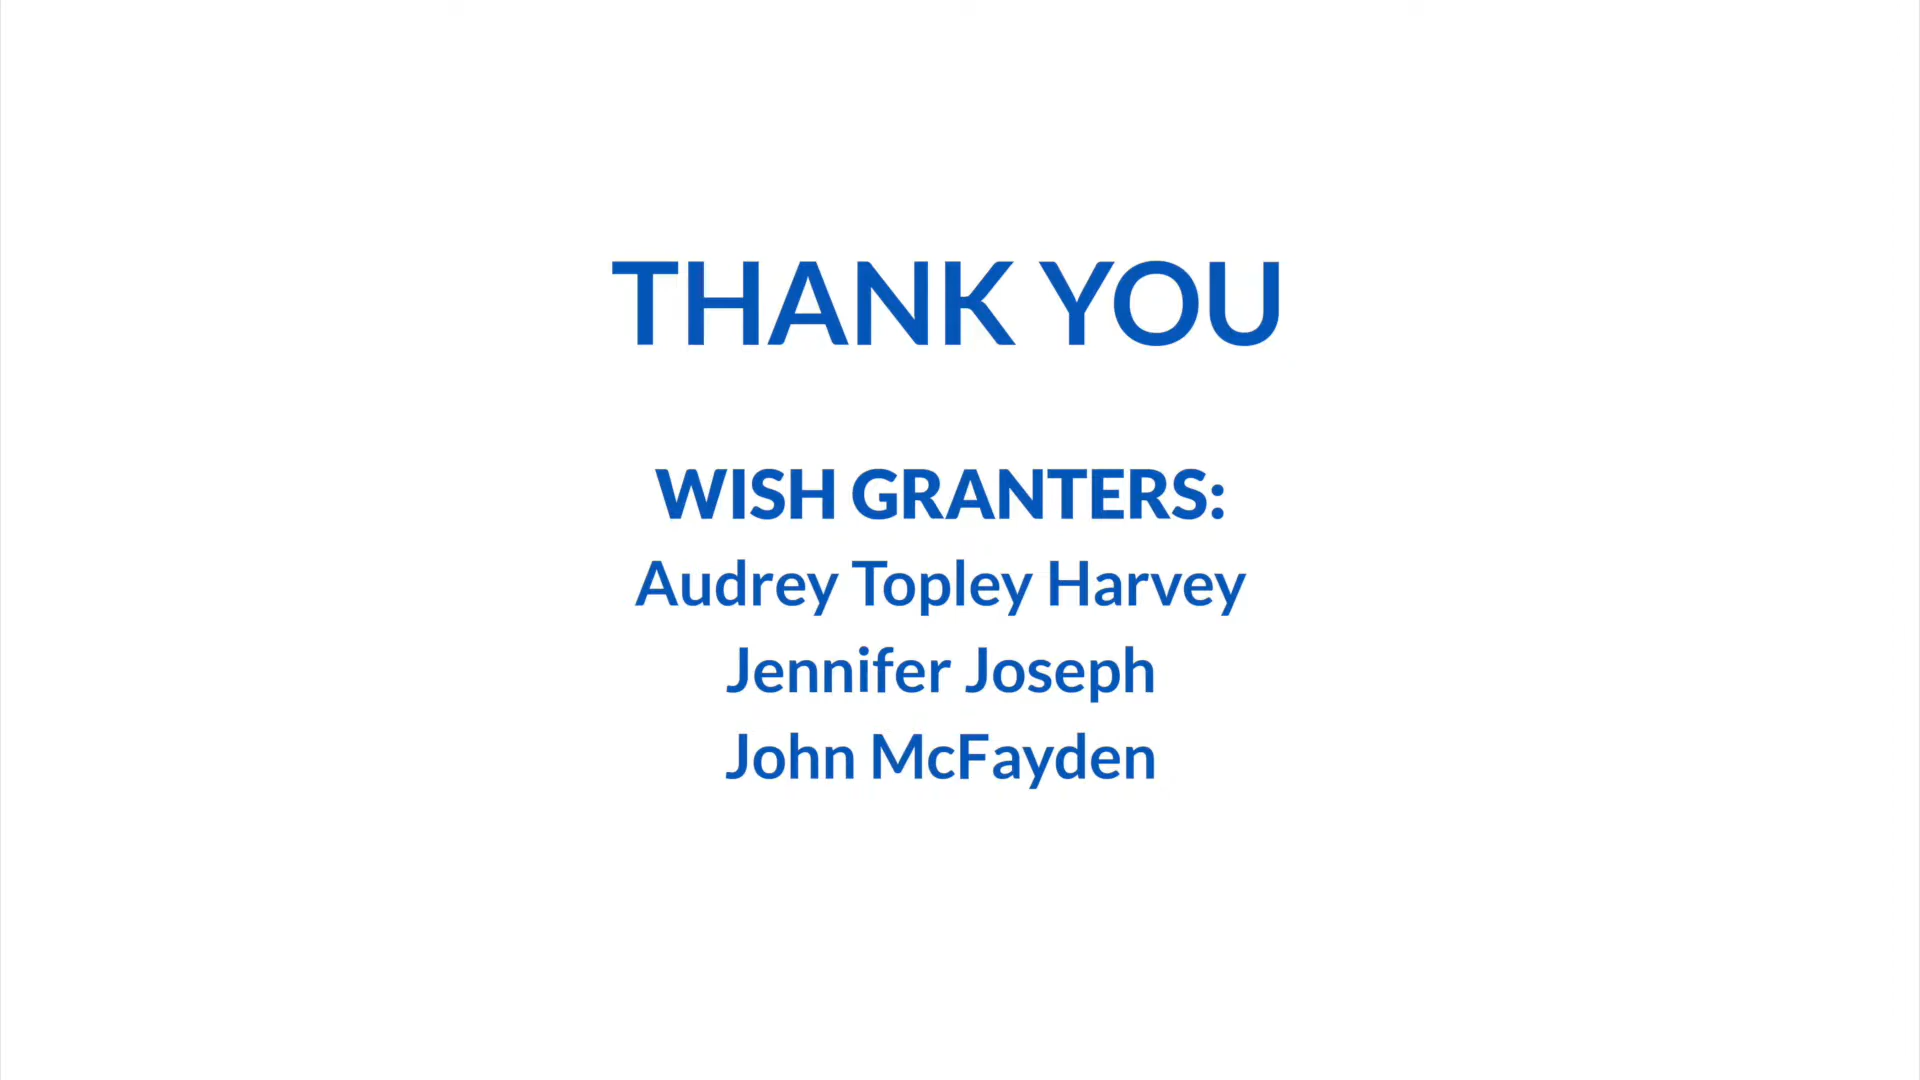 THANK YOU
WISH GRANTERS:
Audrey Topley Harvey
Jennifer Joseph
John McFayden